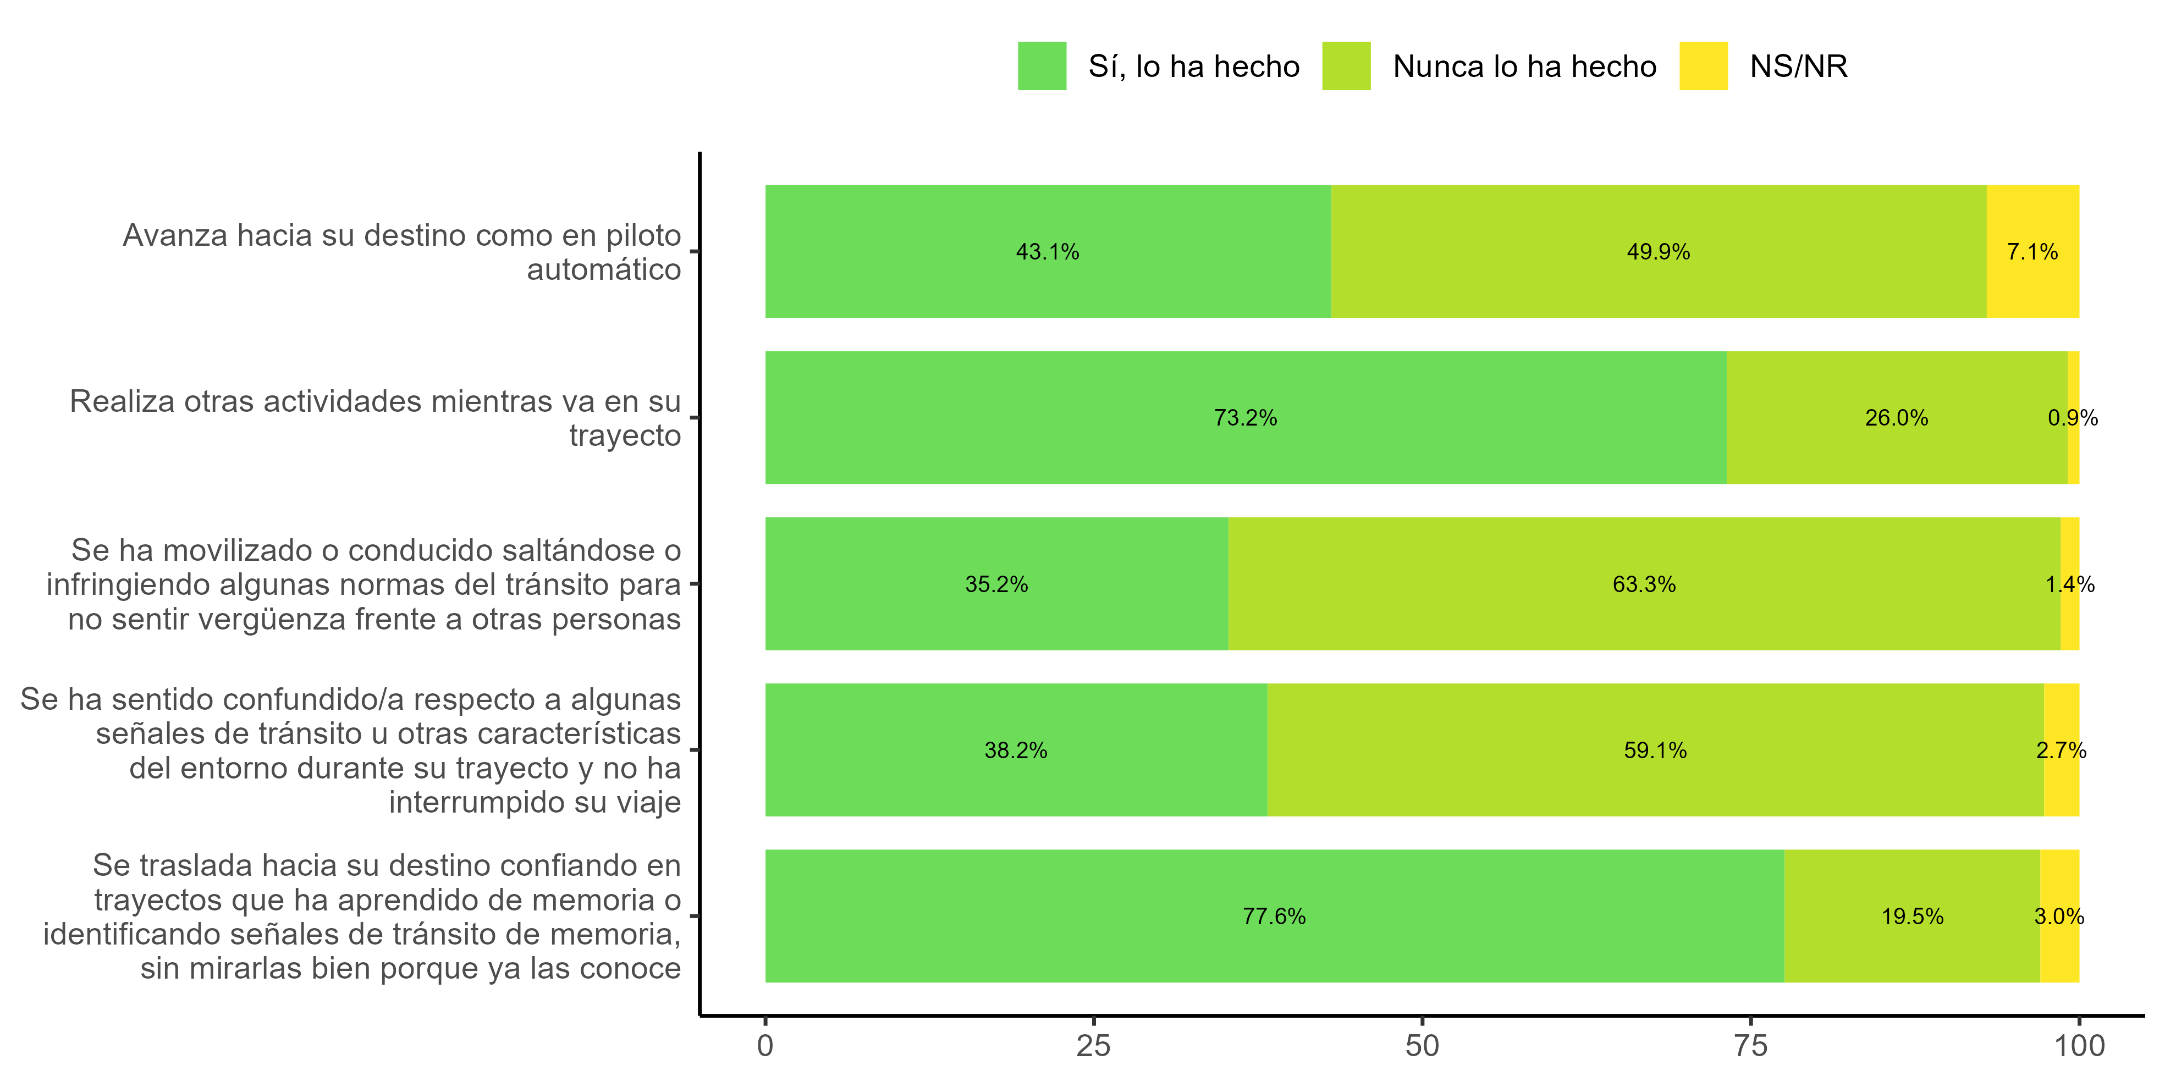 Sí, lo ha hecho Nunca lo ha hecho NS/NR
Avanza hacia su destino como en piloto
automático
43.1% 49.9% 7.1%
Realiza otras actividades mientras va en su
trayecto
73.2% 26.0% 0.9%
Se ha movilizado o conducido saltándose o
infringiendo algunas normas del tránsito para
no sentir vergüenza frente a otras personas
35.2% 63.3% 1.4%
Se ha sentido confundido/a respecto a algunas
señales de tránsito u otras características
del entorno durante su trayecto y no ha
interrumpido su viaje
38.2% 59.1% 2.7%
Se traslada hacia su destino confiando en
trayectos que ha aprendido de memoria o
identificando señales de tránsito de memoria,
sin mirarlas bien porque ya las conoce
77.6% 19.5% 3.0%
0 25 50 75 100